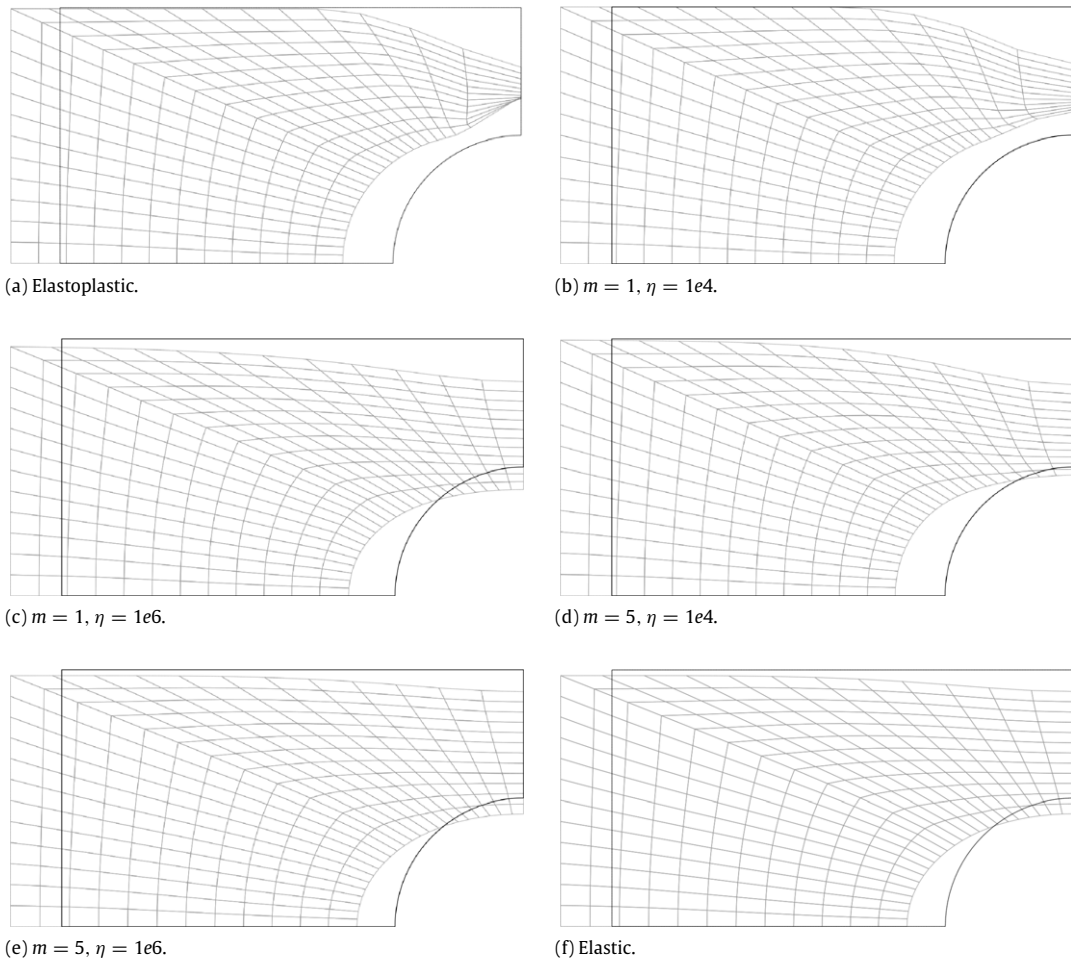 (a) Elastoplastic.
(b) m = 1, η = 1e4.
(c) m = 1, η = 1e6.
(d) m = 5, η = 1e4.
(e) m = 5, η = 1e6.
(f) Elastic.